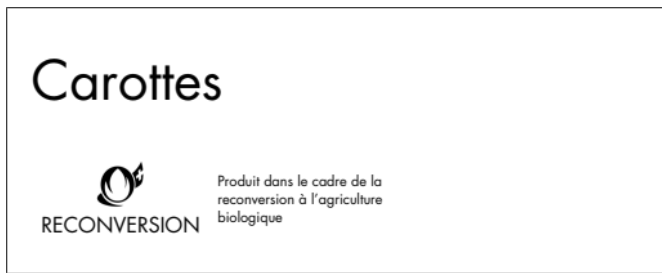 Carottes
RECONVERSION
Produit dans le cadre de la
reconversion à l'agriculture
biologique